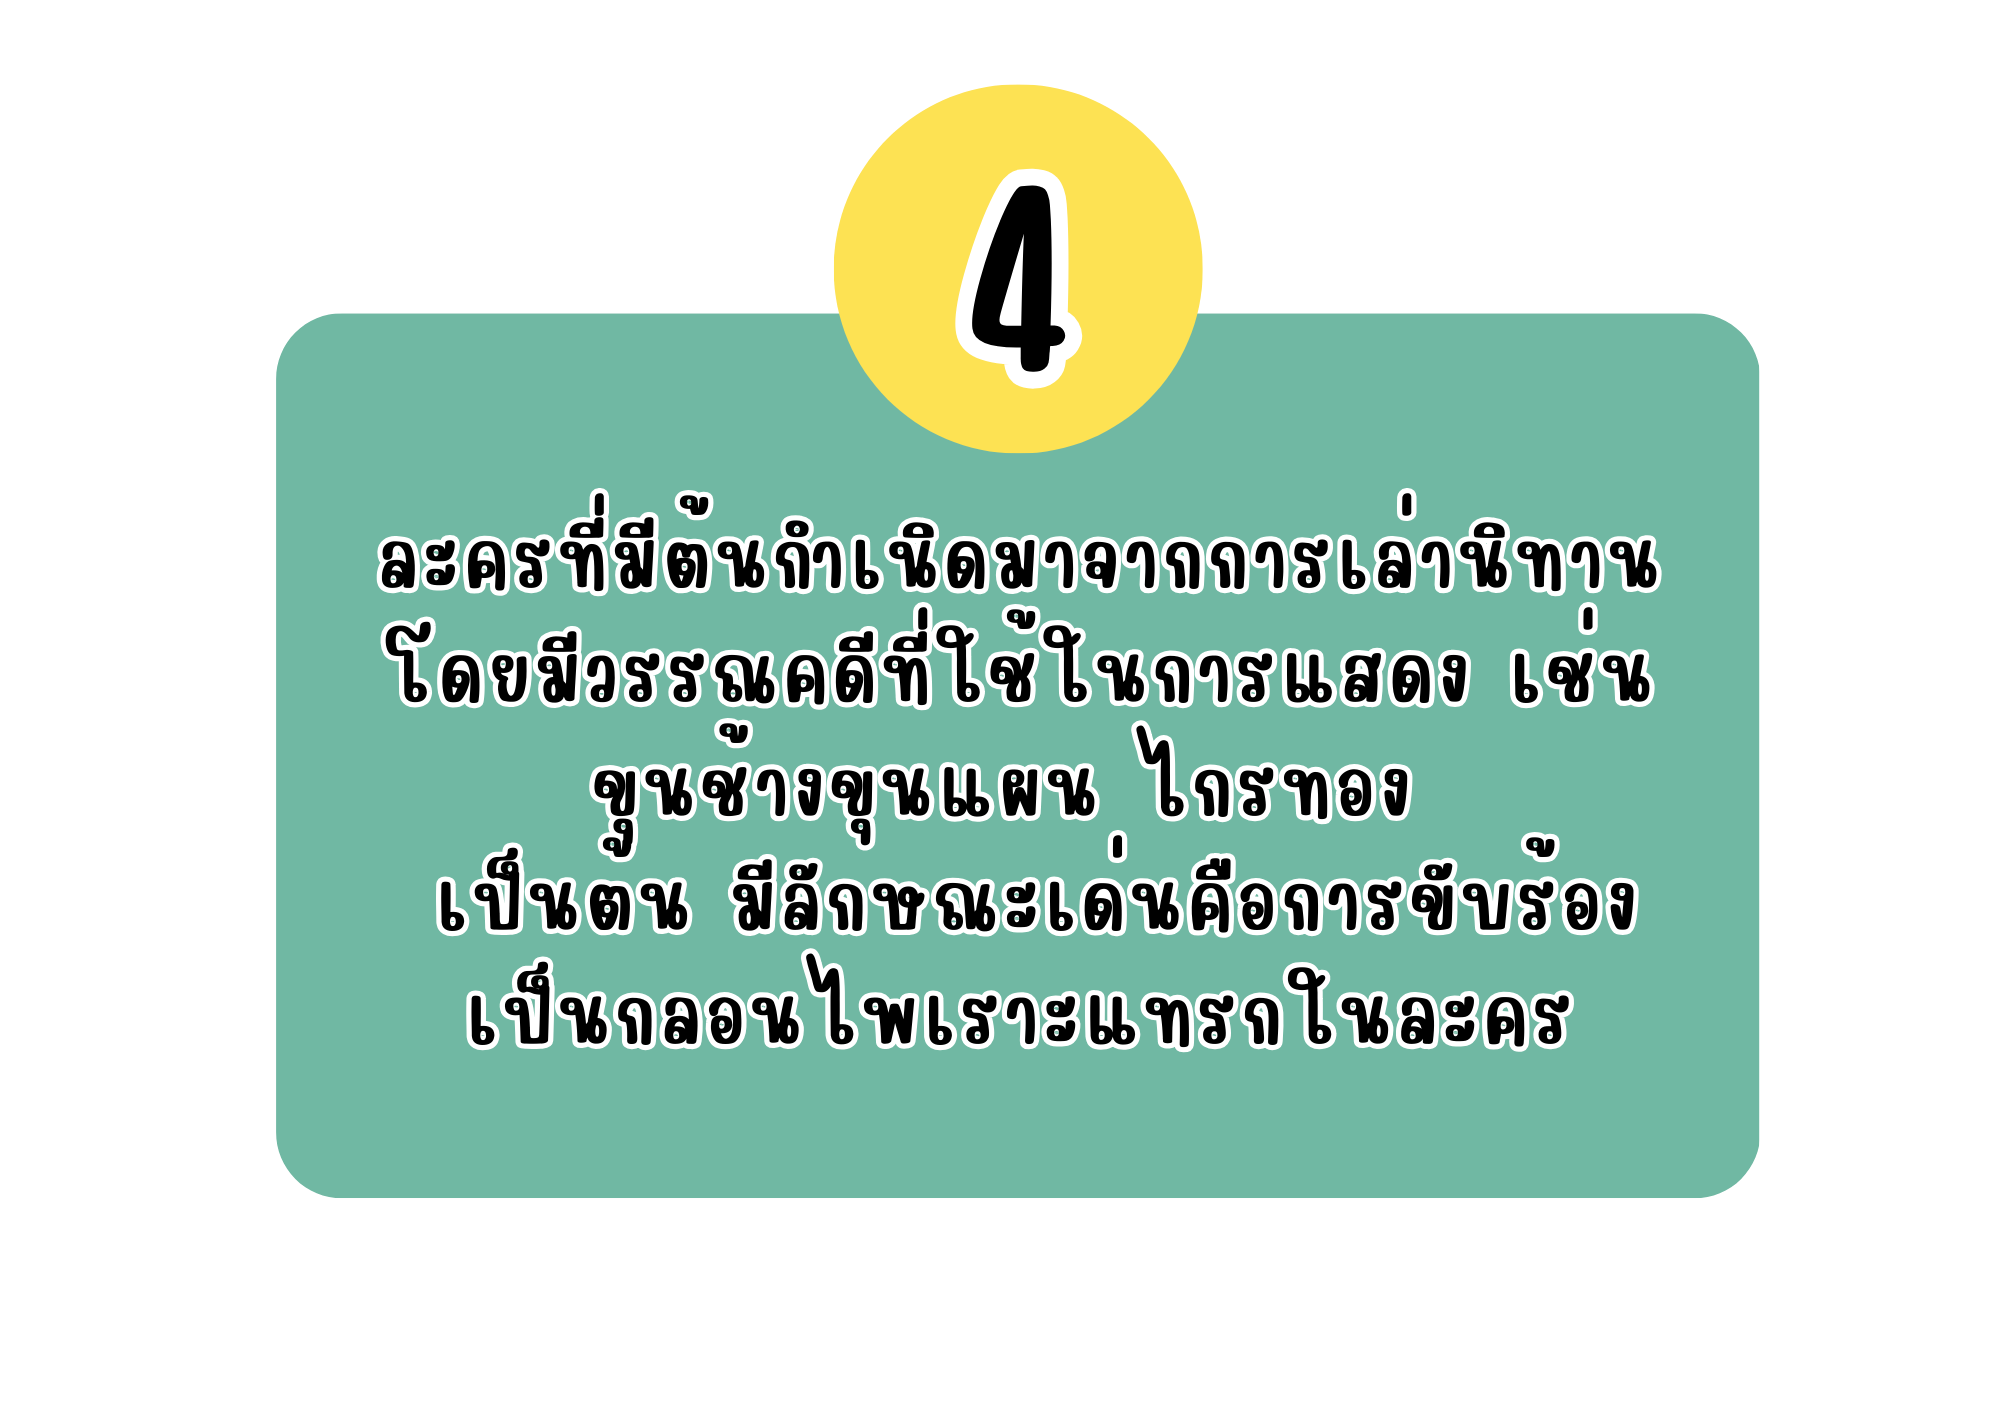 4
ละครที่มีต้นกำเนิดมาจากการเล่านิทาน
โดยมีวรรณคดีที่ใช้ในการแสดง เช่น
ขุนช้างขุนแผน ไกรทอง
เป็นต้น มีลักษณะเด่นคือการขับร้อง
เป็นกลอนไพเราะแทรกในละคร